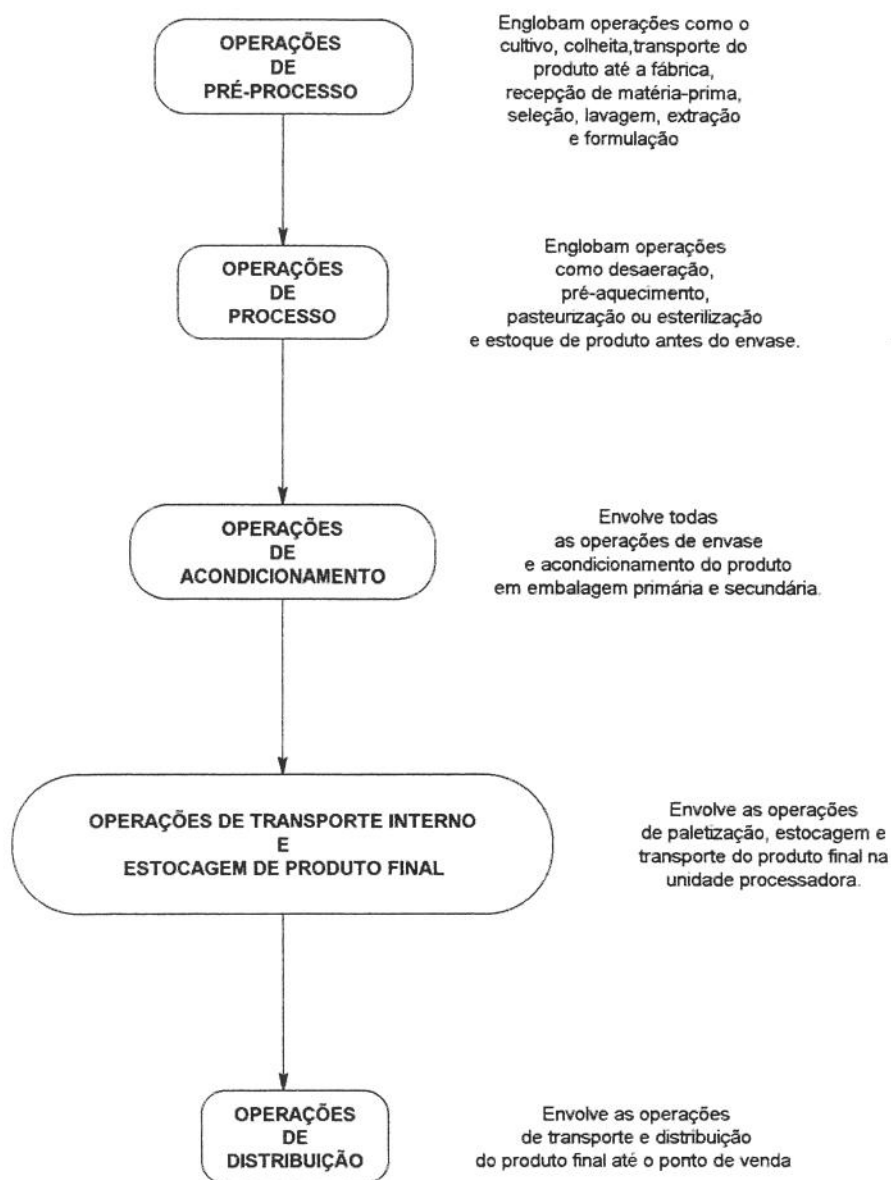 OPERAÇÕES
DE
PRÉ-PROCESSO
Englobam operações como o
cultivo, colheita,transporte do
produto até a fábrica,
recepção de matéria-prima,
seleção, lavagem, extração
e formulação
OPERAÇÕES
DE
PROCESSO
Englobam operações
como desaeração,
pré-aquecimento,
pasteurização ou esterilização
e estoque de produto antes do envase.
OPERAÇÕES
DE
ACONDICIONAMENTO
Envolve todas
as operações de envase
e acondicionamento do produto
em embalagem primária e secundária.
OPERAÇÕES DE TRANSPORTE INTERNO
E
ESTOCAGEM DE PRODUTO FINAL
Envolve as operações
de paletização, estocagem e
transporte do produto final na
unidade processadora.
OPERAÇÕES
DE
DISTRIBUIÇÃO
Envolve as operações
de transporte e distribuição
do produto final até o ponto de venda